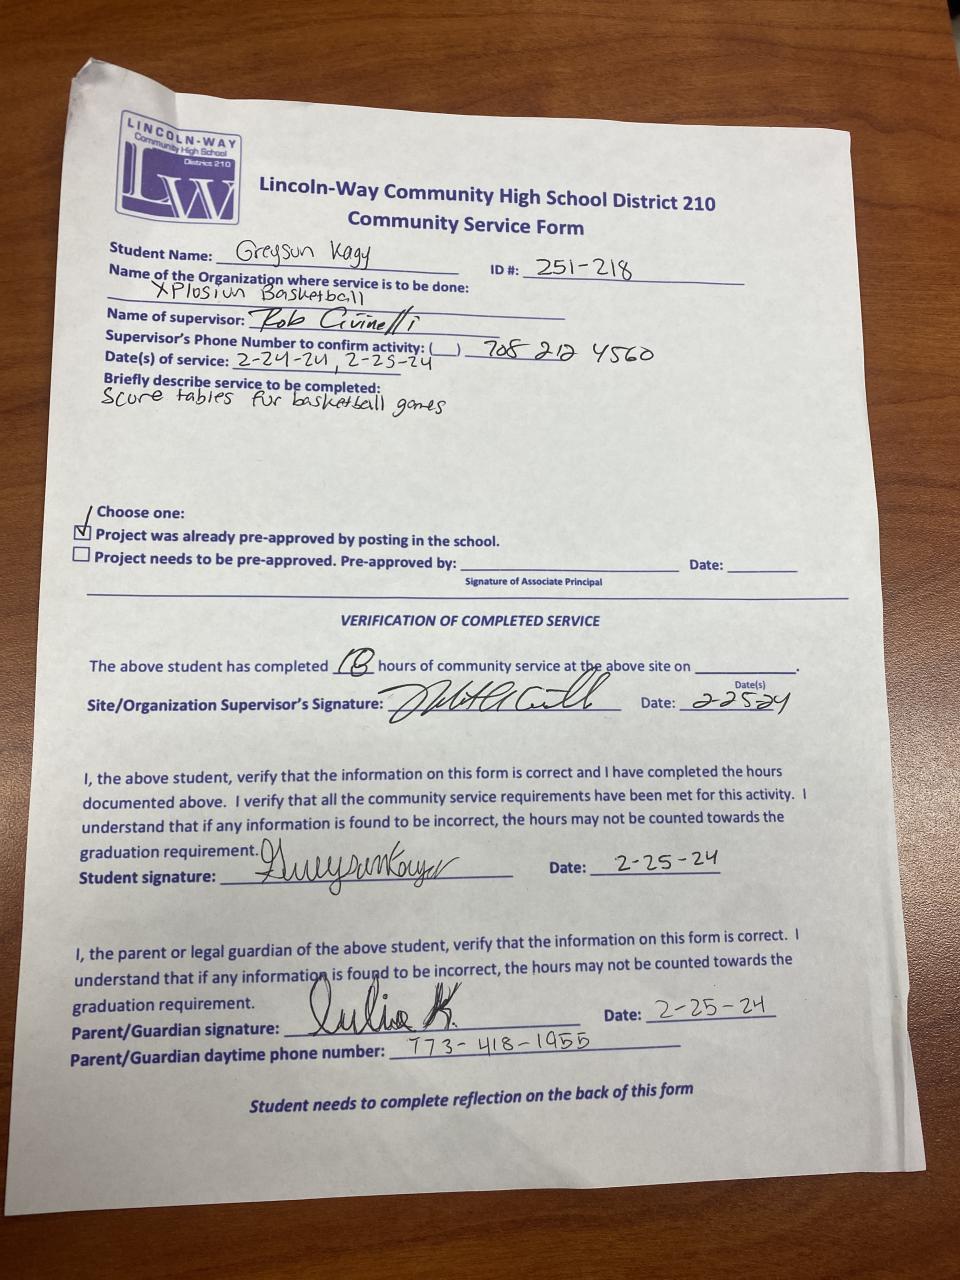 LINCOLN-WAY
Community High School
District 210
LW
Lincoln-Way Community High School District 210
Community Service Form
Student Name: Greysun Kagy ID #: 251-218
Name of the Organization where service is to be done:
XPlosiun Basketball
Name of supervisor: Rob Civinelli
Supervisor's Phone Number to confirm activity: ( ) 708 212 4560
Date(s) of service: 2-24-24, 2-25-24
Briefly describe service to be completed:
Score tables fur basketball games
Choose one:
Project was already pre-approved by posting in the school.
Project needs to be pre-approved. Pre-approved by: Date:
Signature of Associate Principal
VERIFICATION OF COMPLETED SERVICE
The above student has completed hours of community service at the above site on .
Date(s)
Site/Organization Supervisor's Signature: Date: 2-25-24
I, the above student, verify that the information on this form is correct and I have completed the hours
documented above. I verify that all the community service requirements have been met for this activity. I
understand that if any information is found to be incorrect, the hours may not be counted towards the
graduation requirement.
Student signature: Greysun Kagy Date: 2-25-24
I, the parent or legal guardian of the above student, verify that the information on this form is correct. I
understand that if any information is found to be incorrect, the hours may not be counted towards the
graduation requirement.
Parent/Guardian signature: Julie K. Date: 2-25-24
Parent/Guardian daytime phone number: 773-418-1955
Student needs to complete reflection on the back of this form